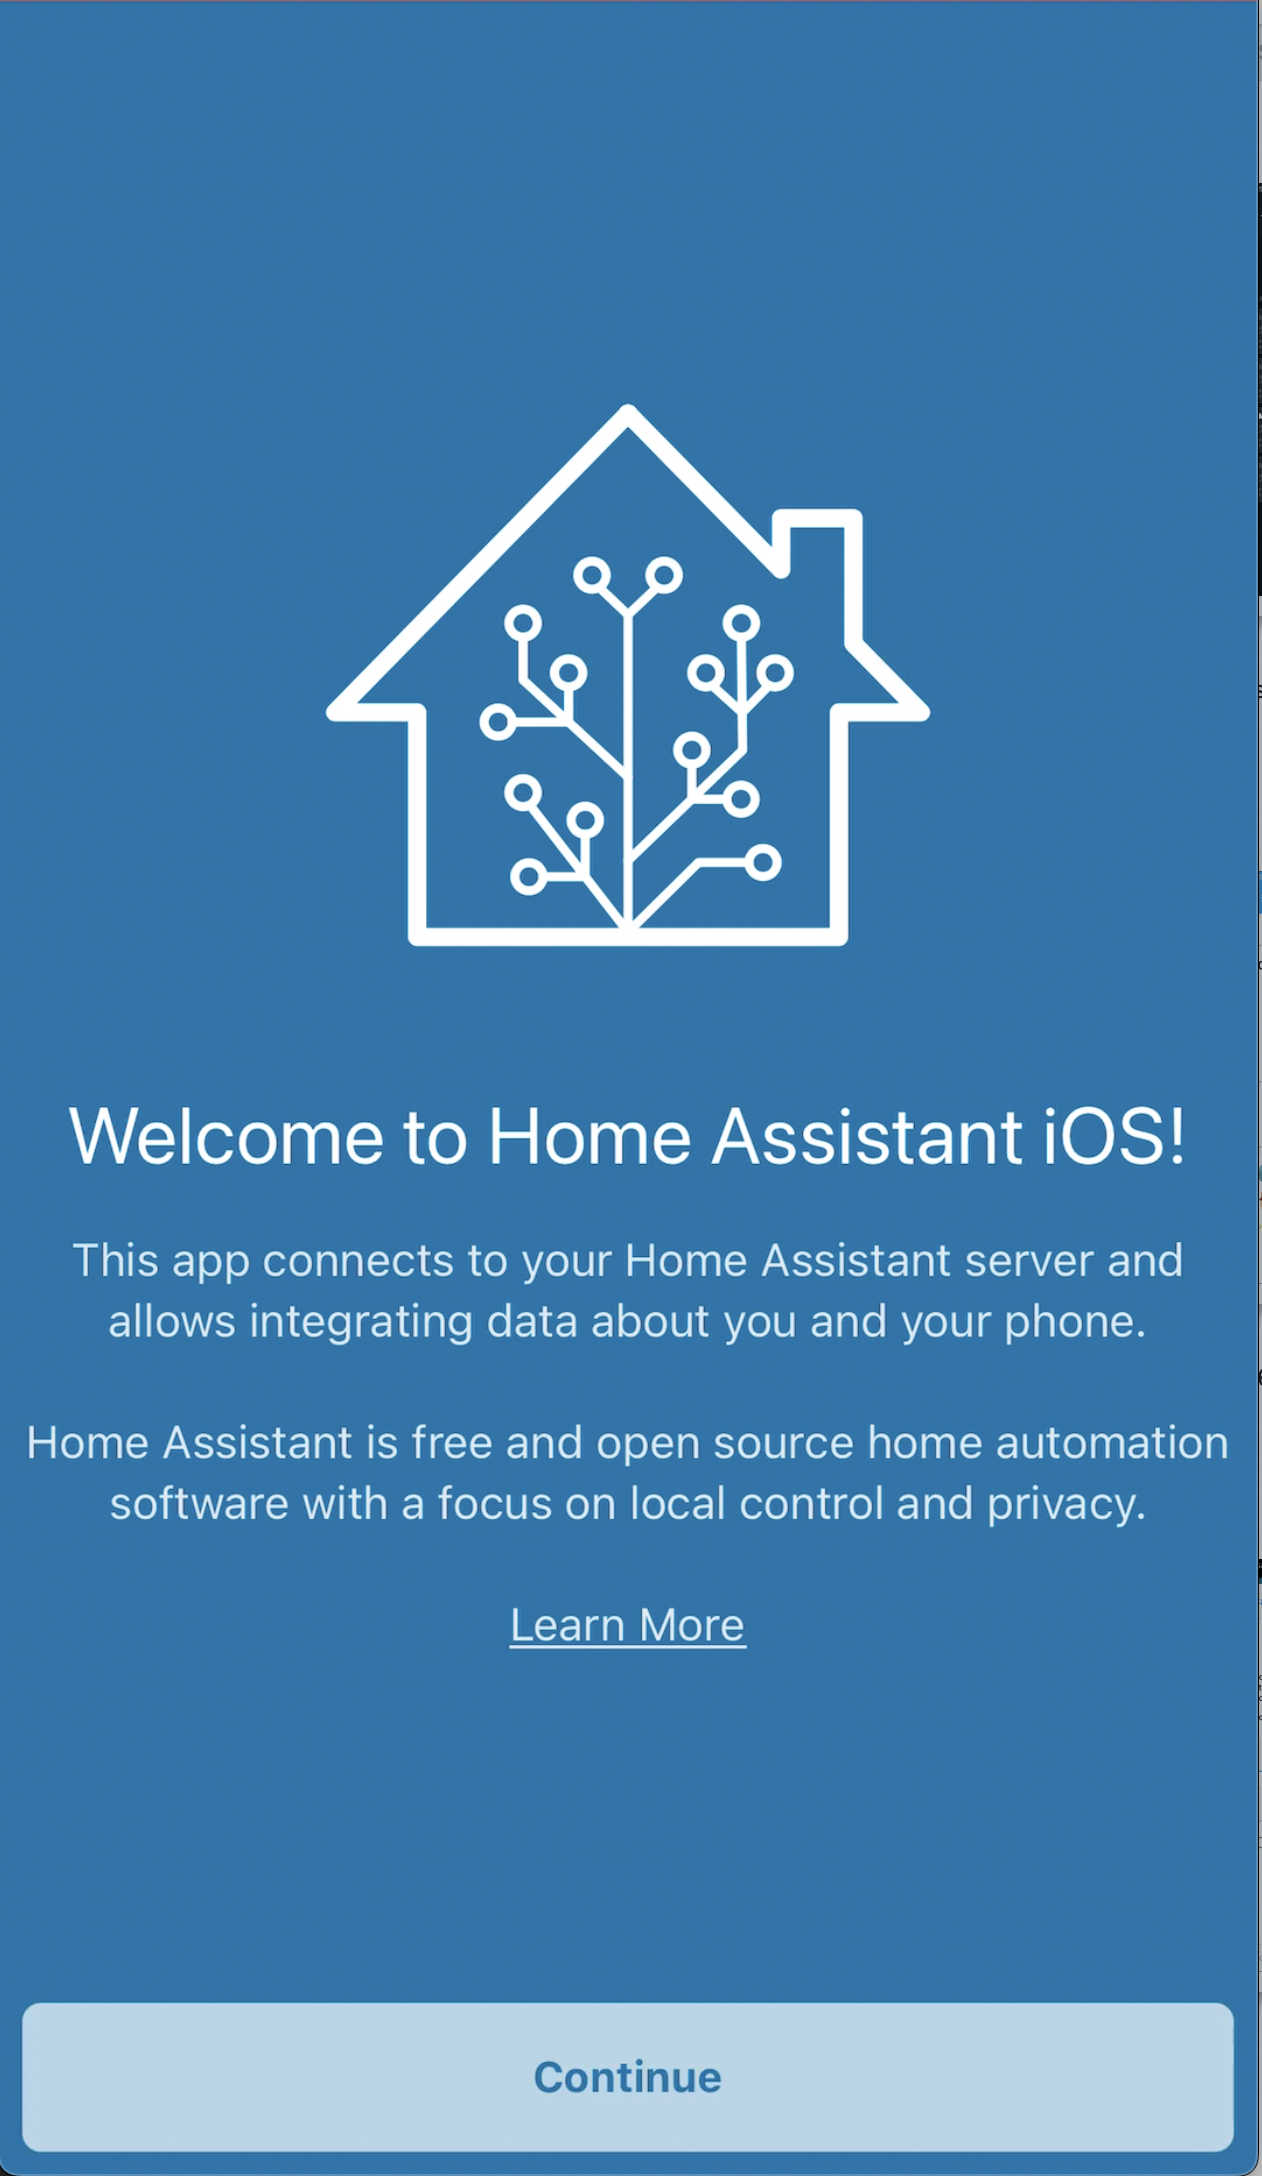 Welcome to Home Assistant iOS!
This app connects to your Home Assistant server and
allows integrating data about you and your phone.
Home Assistant is free and open source home automation
software with a focus on local control and privacy.
Learn More
Continue